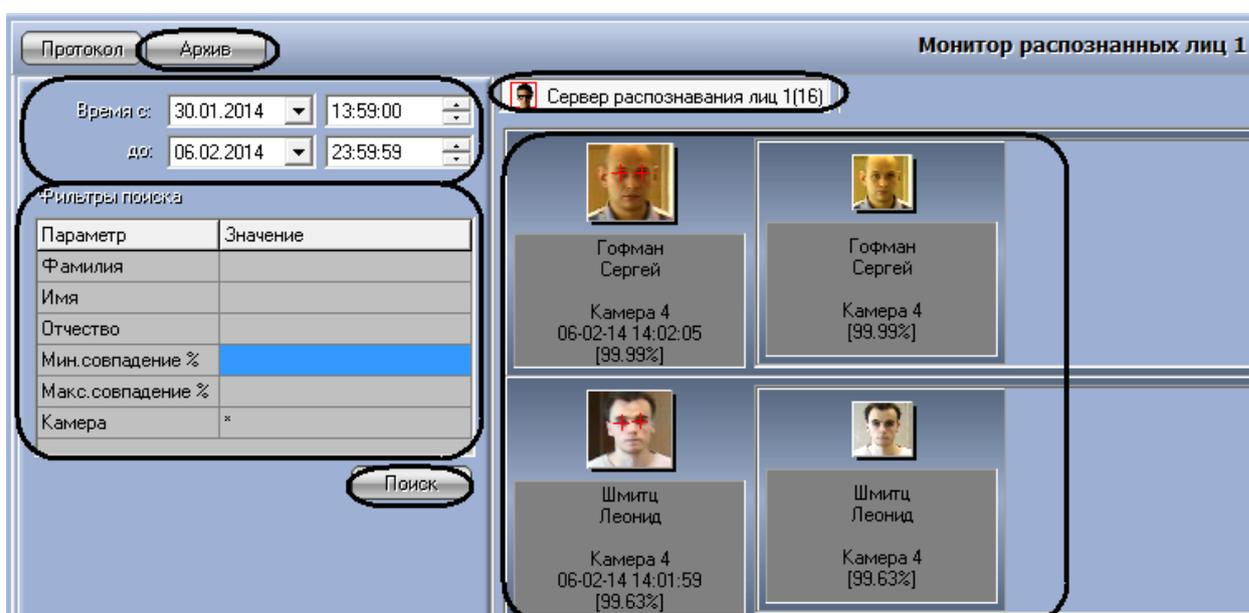 Протокол
Архив
Монитор распознанных лиц 1
Время с: 30.01.2014 13:59:00
до: 06.02.2014 23:59:59
Фильтры поиска
Параметр Значение
Фамилия
Имя
Отчество
Мин.совпадение %
Макс.совпадение %
Камера *
Поиск
Сервер распознавания лиц 1(16)
Гофман
Сергей
Камера 4
06-02-14 14:02:05
[99.99%]
Гофман
Сергей
Камера 4
[99.99%]
Шмитц
Леонид
Камера 4
06-02-14 14:01:59
[99.63%]
Шмитц
Леонид
Камера 4
[99.63%]